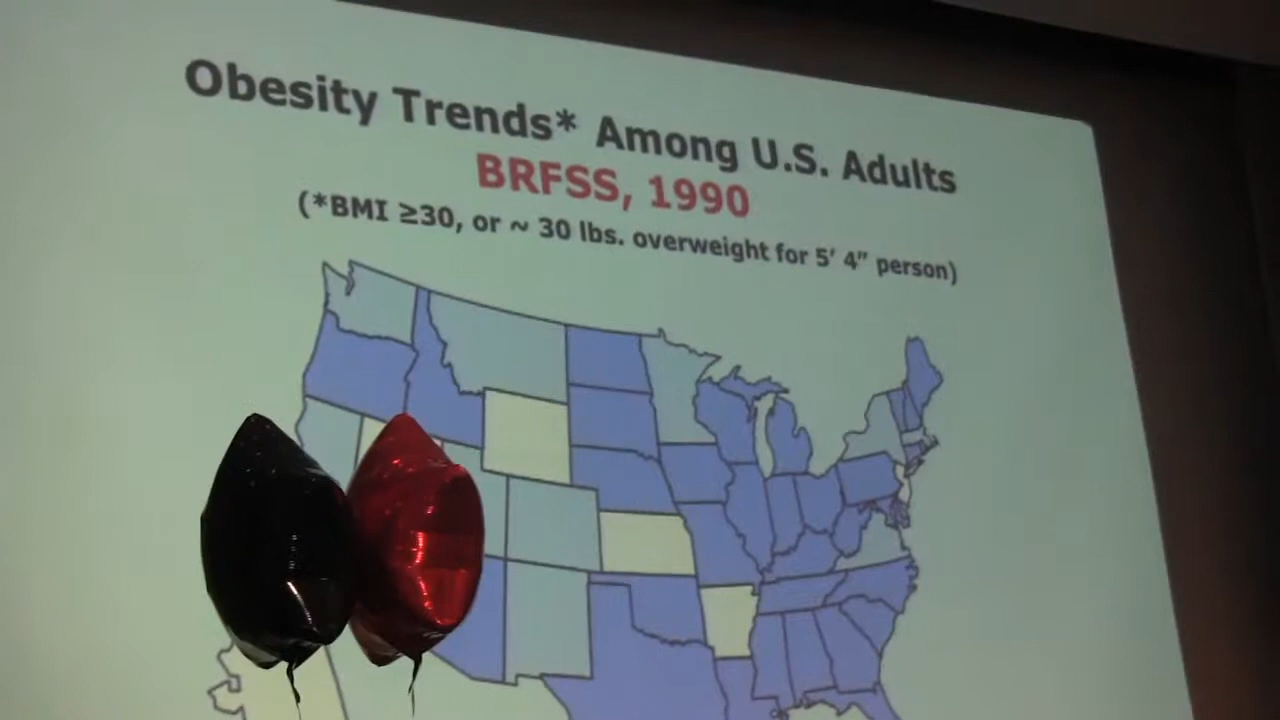 Obesity Trends* Among U.S. Adults
BRFSS, 1990
(*BMI ≥30, or ~ 30 lbs. overweight for 5’ 4” person)